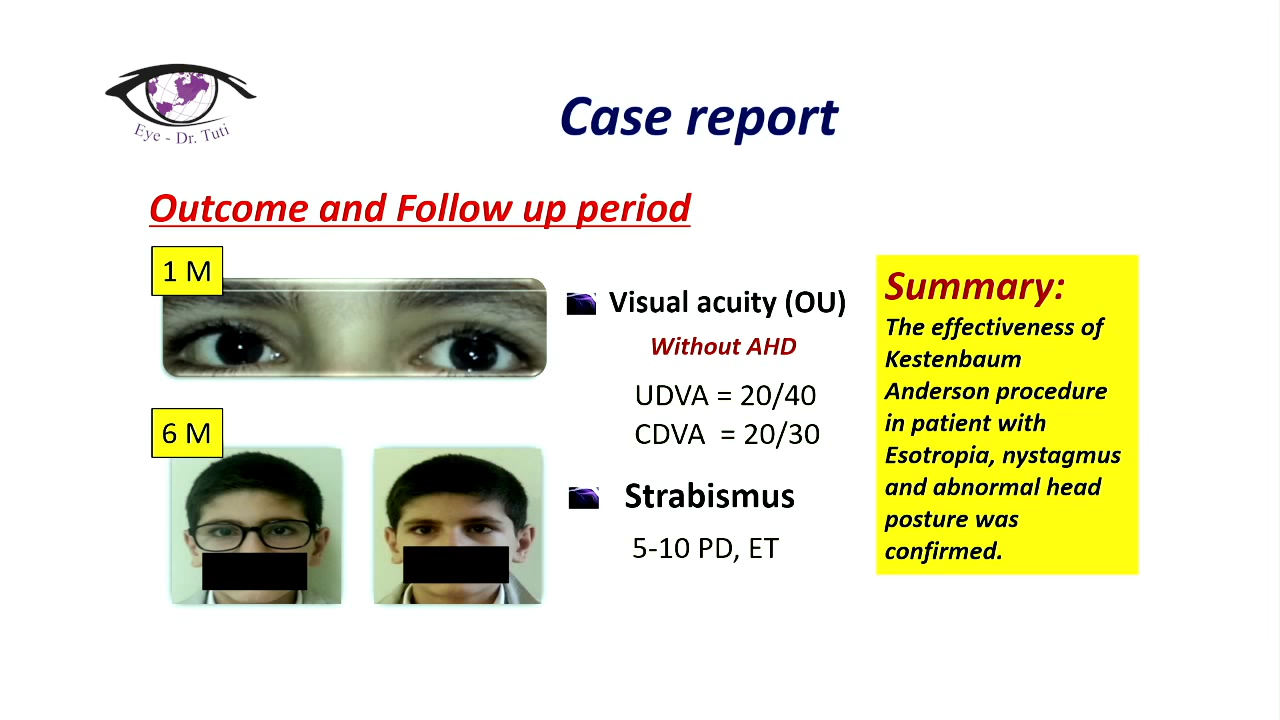 Eye - Dr. Tuti
Case report
Outcome and Follow up period
1 M
6 M
Visual acuity (OU)
Without AHD
UDVA = 20/40
CDVA = 20/30
Strabismus
5-10 PD, ET
Summary:
The effectiveness of
Kestenbaum
Anderson procedure
in patient with
Esotropia, nystagmus
and abnormal head
posture was
confirmed.